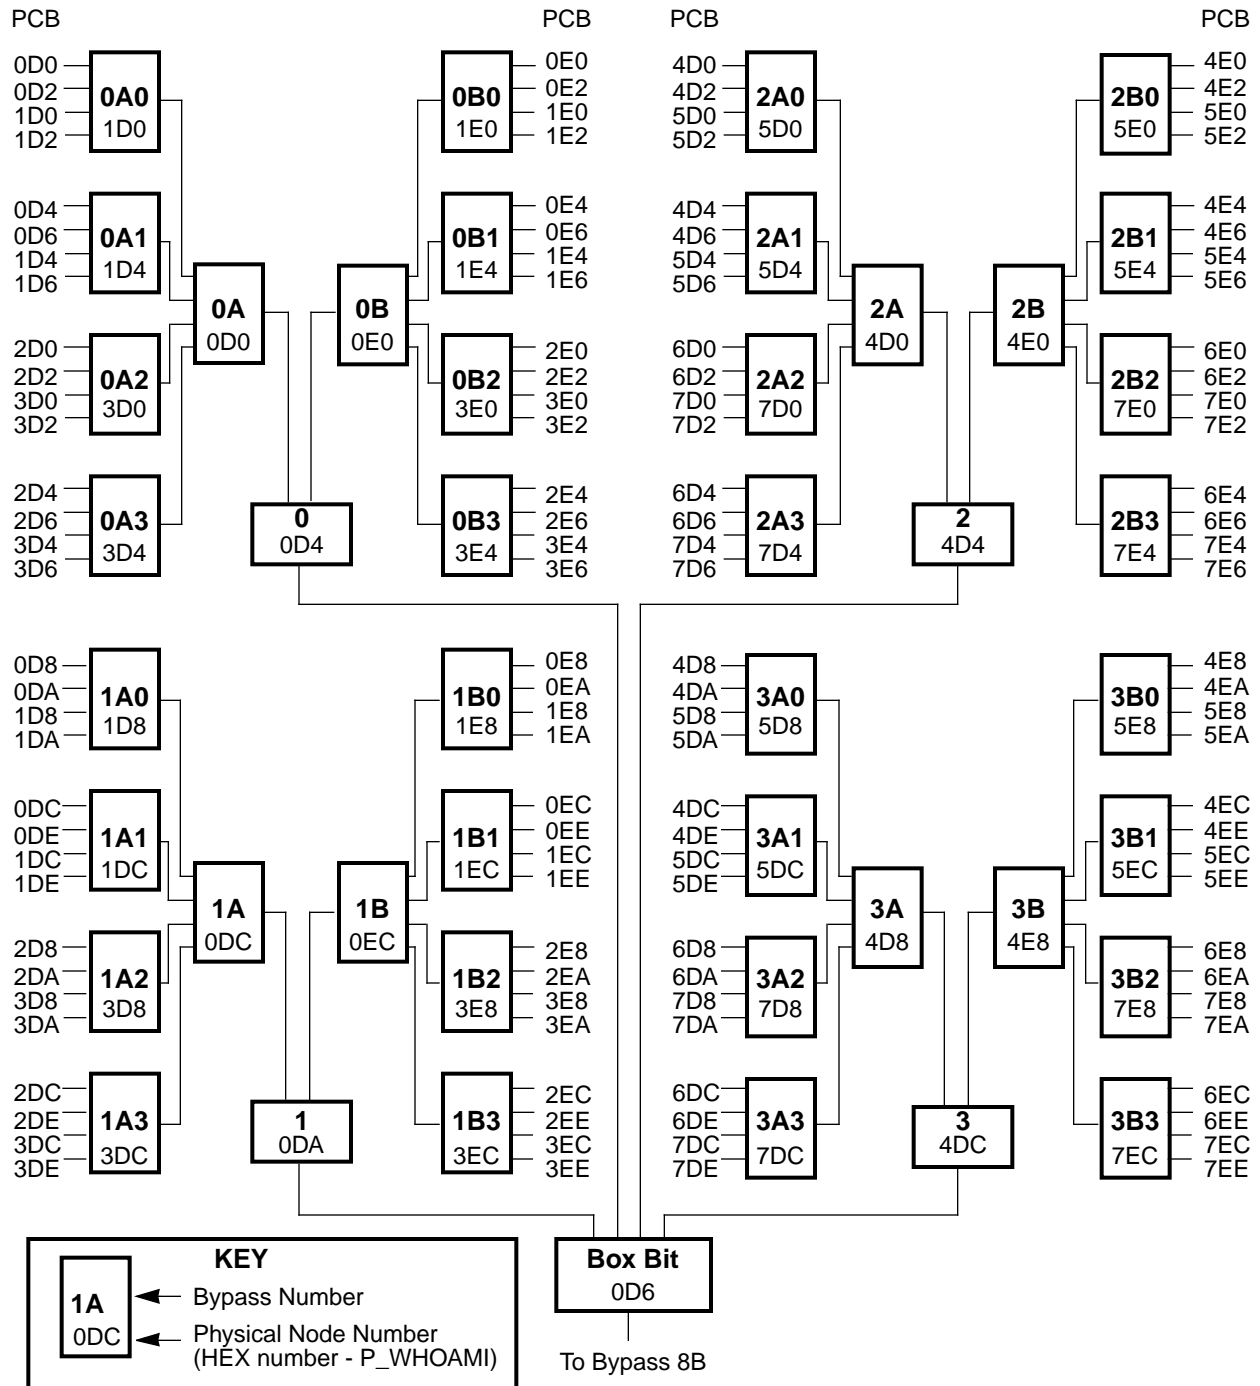 PCB
PCB
PCB
PCB
0D0
0D2
1D0
1D2
0A0
1D0
0B0
1E0
0E0
0E2
1E0
1E2
4D0
4D2
5D0
5D2
2A0
5D0
2B0
5E0
4E0
4E2
5E0
5E2
0D4
0D6
1D4
1D6
0A1
1D4
0B1
1E4
0E4
0E6
1E4
1E6
4D4
4D6
5D4
5D6
2A1
5D4
2B1
5E4
4E4
4E6
5E4
5E6
0A
0D0
0B
0E0
2A
4D0
2B
4E0
2D0
2D2
3D0
3D2
0A2
3D0
0B2
3E0
2E0
2E2
3E0
3E2
6D0
6D2
7D0
7D2
2A2
7D0
2B2
7E0
6E0
6E2
7E0
7E2
2D4
2D6
3D4
3D6
0A3
3D4
0
0D4
0B3
3E4
2E4
2E6
3E4
3E6
6D4
6D6
7D4
7D6
2A3
7D4
2
4D4
2B3
7E4
6E4
6E6
7E4
7E6
0D8
0DA
1D8
1DA
1A0
1D8
1B0
1E8
0E8
0EA
1E8
1EA
4D8
4DA
5D8
5DA
3A0
5D8
3B0
5E8
4E8
4EA
5E8
5EA
0DC
0DE
1DC
1DE
1A1
1DC
1B1
1EC
0EC
0EE
1EC
1EE
4DC
4DE
5DC
5DE
3A1
5DC
3B1
5EC
4EC
4EE
5EC
5EE
1A
0DC
1B
0EC
3A
4D8
3B
4E8
2D8
2DA
3D8
3DA
1A2
3D8
1B2
3E8
2E8
2EA
3E8
3EA
6D8
6DA
7D8
7DA
3A2
7D8
3B2
7E8
6E8
6EA
7E8
7EA
2DC
2DE
3DC
3DE
1A3
3DC
1
0DA
1B3
3EC
2EC
2EE
3EC
3EE
6DC
6DE
7DC
7DE
3A3
7DC
3
4DC
3B3
7EC
6EC
6EE
7EC
7EE
KEY
1A
0DC
Bypass Number
Physical Node Number
(HEX number - P_WHOAMI)
Box Bit
0D6
To Bypass 8B